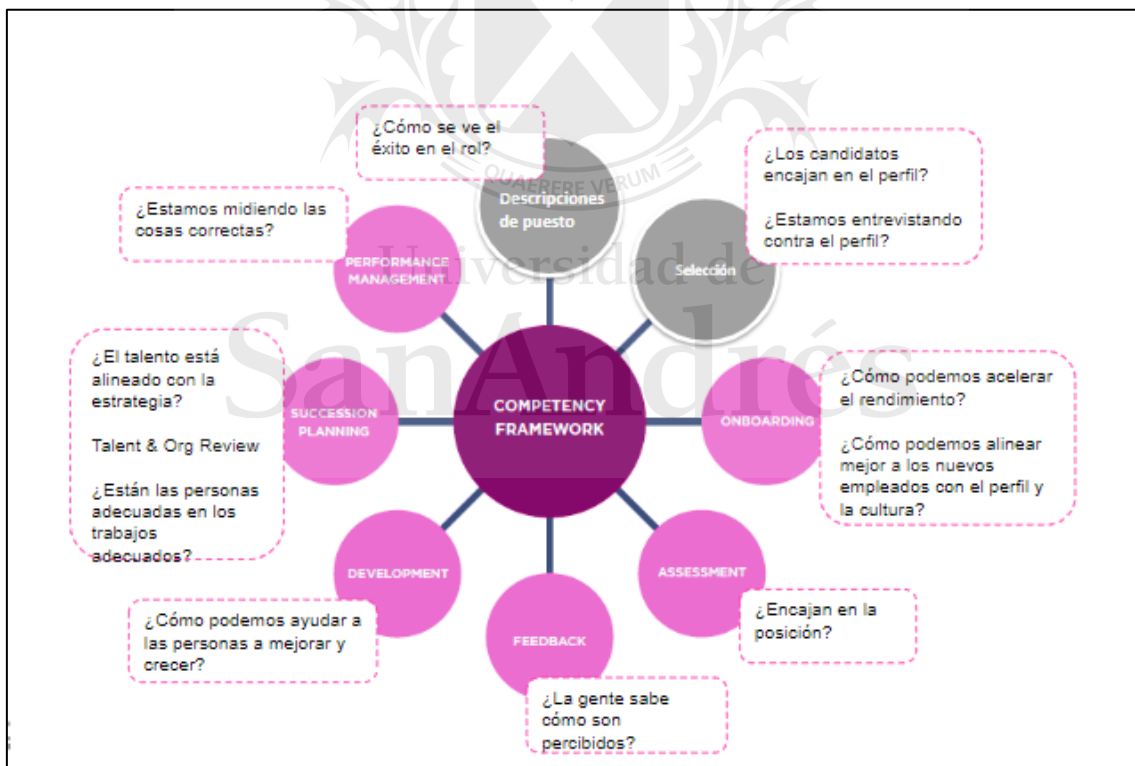 ¿Cómo se ve el
éxito en el rol?
QUAERERE VERUM
Descripciones
de puesto
¿Los candidatos
encajan en el perfil?
¿Estamos entrevistando
contra el perfil?
Selección
¿Estamos midiendo las
cosas correctas?
PERFORMANCE
MANAGEMENT
Universidad de
SanAndrés
¿El talento está
alineado con la
estrategia?
Talent & Org Review
¿Están las personas
adecuadas en los
trabajos
adecuados?
SUCCESSION
PLANNING
COMPETENCY
FRAMEWORK
ONBOARDING
¿Cómo podemos acelerar
el rendimiento?
¿Cómo podemos alinear
mejor a los nuevos
empleados con el perfil y
la cultura?
DEVELOPMENT
¿Cómo podemos ayudar a
las personas a mejorar y
crecer?
FEEDBACK
¿La gente sabe
cómo son
percibidos?
ASSESSMENT
¿Encajan en la
posición?